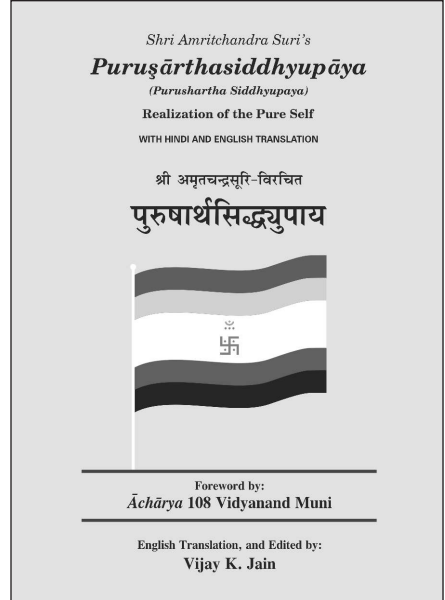 Shri Amritchandra Suri's
Puruṣārthasiddhyupāya
(Purushartha Siddhyupaya)
Realization of the Pure Self
WITH HINDI AND ENGLISH TRANSLATION
श्री अमृतचन्द्रसूरि-विरचित
पुरुषार्थसिद्ध्युपाय
Foreword by:
Āchārya 108 Vidyanand Muni
English Translation, and Edited by:
Vijay K. Jain